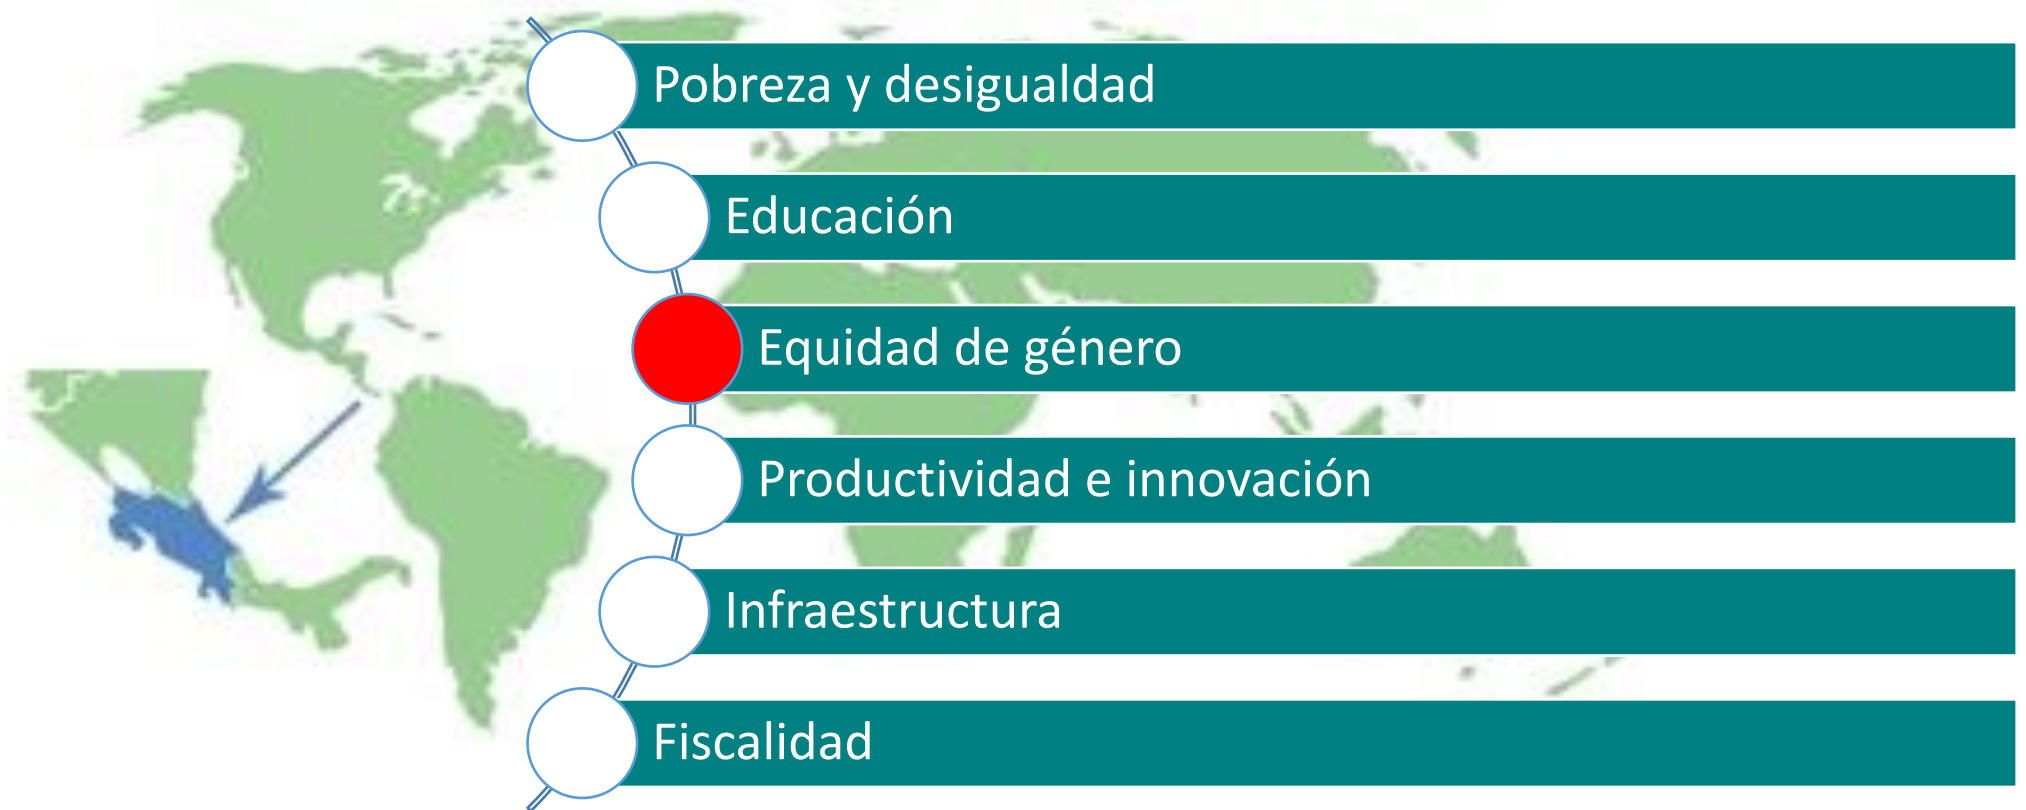 Pobreza y desigualdad
Educación
Equidad de género
Productividad e innovación
Infraestructura
Fiscalidad